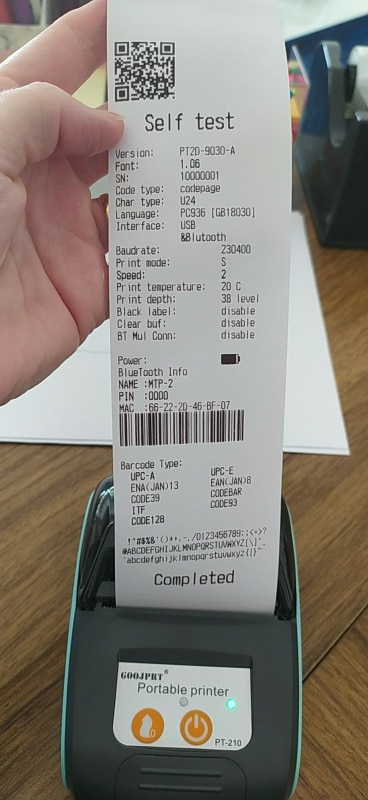 Self test
Version: PT2D-9030-A
Font: 1.06
SN: 10000001
Code type: codepage
Char type: U24
Language: PC936 [GB18030]
Interface: USB
&Blutooth
Baudrate: 230400
Print mode: S
Speed: 2
Print temperature: 20 C
Print depth: 38 level
Black label: disable
Clear buf: disable
BT Mul Conn: disable
Power:
BlueTooth Info
NAME :MTP-2
PIN :0000
MAC :66-22-2D-46-BF-07
Barcode Type:
UPC-A UPC-E
ENA(JAN)13 EAN(JAN)8
CODE39 CODEBAR
ITF CODE93
CODE128
!"#$%&'()*+,-./0123456789:;<=>?
@ABCDEFGHIJKLMNOPQRSTUVWXYZ[\]^_
`abcdefghijklmnopqrstuvwxyz{|}~
Completed
GOOJPRT®
Portable printer
PT-210